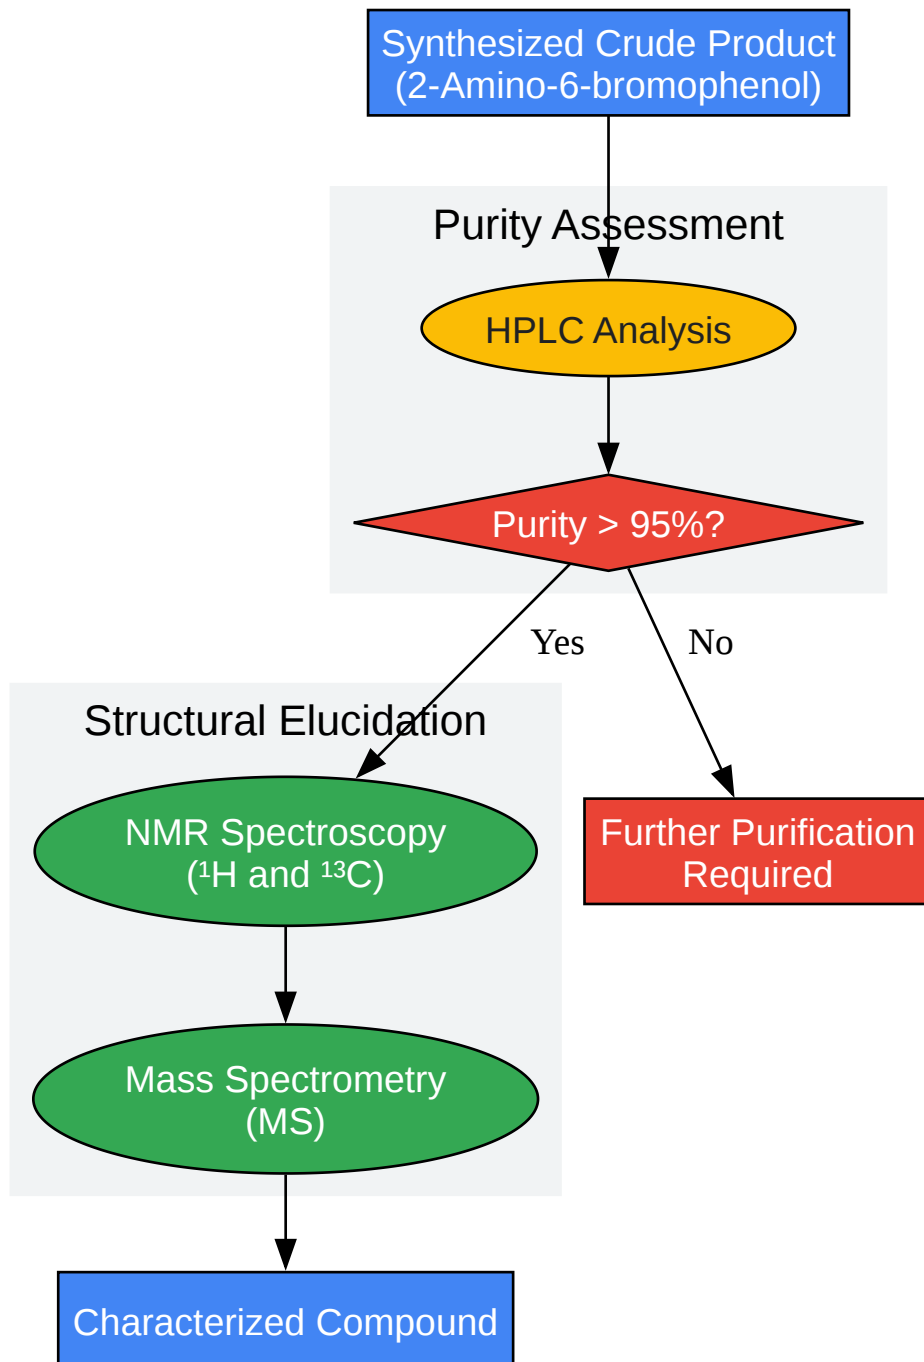 Synthesized Crude Product
(2-Amino-6-bromophenol)
Purity Assessment
HPLC Analysis
Purity > 95%?
Yes
No
Structural Elucidation
NMR Spectroscopy
(¹H and ¹³C)
Further Purification
Required
Mass Spectrometry
(MS)
Characterized Compound